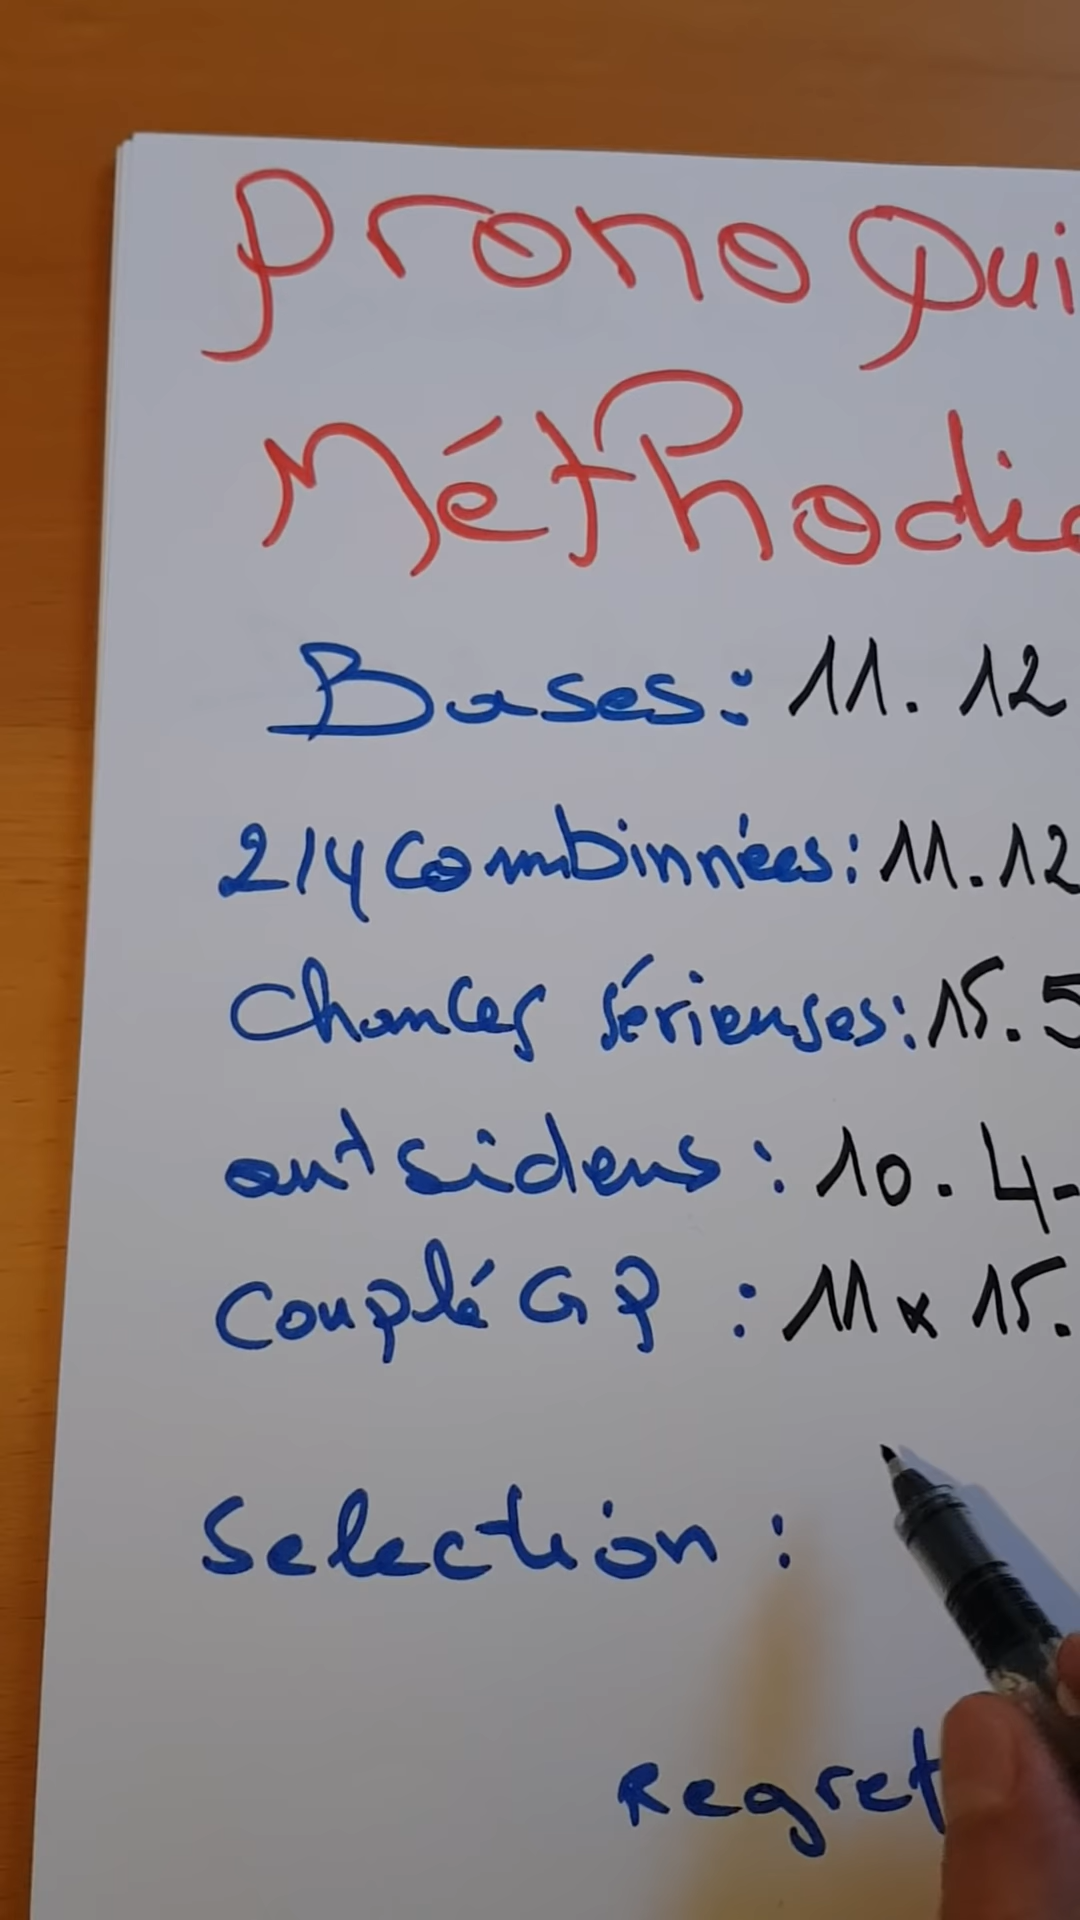 Prono Qui
Méthodi
Bases: 11. 12
2/4 Combinnées: 11. 12
Chances sérieuses: 15. 5
outsiders : 10. 4-
Couplé G P : 11 x 15.
Selection :
Regret